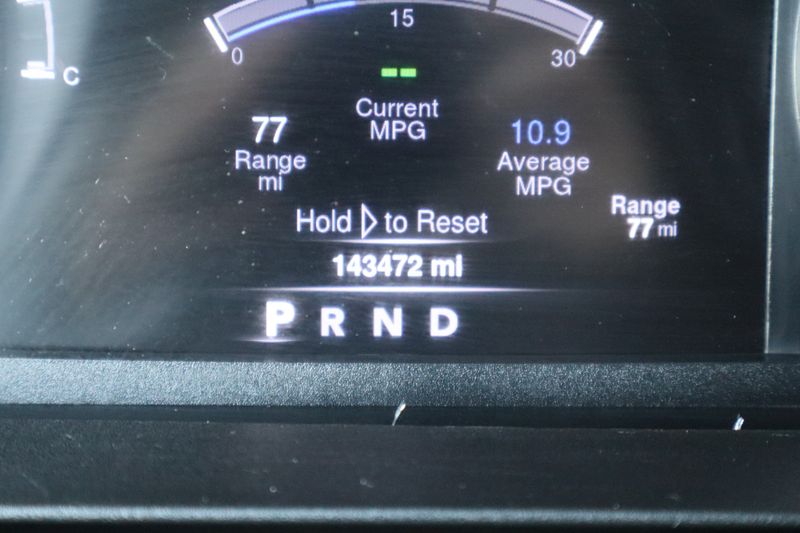 15
0 30
C
--
Current
MPG
77
Range
mi
10.9
Average
MPG
Range
77 mi
Hold ▷ to Reset
143472 mi
P R N D